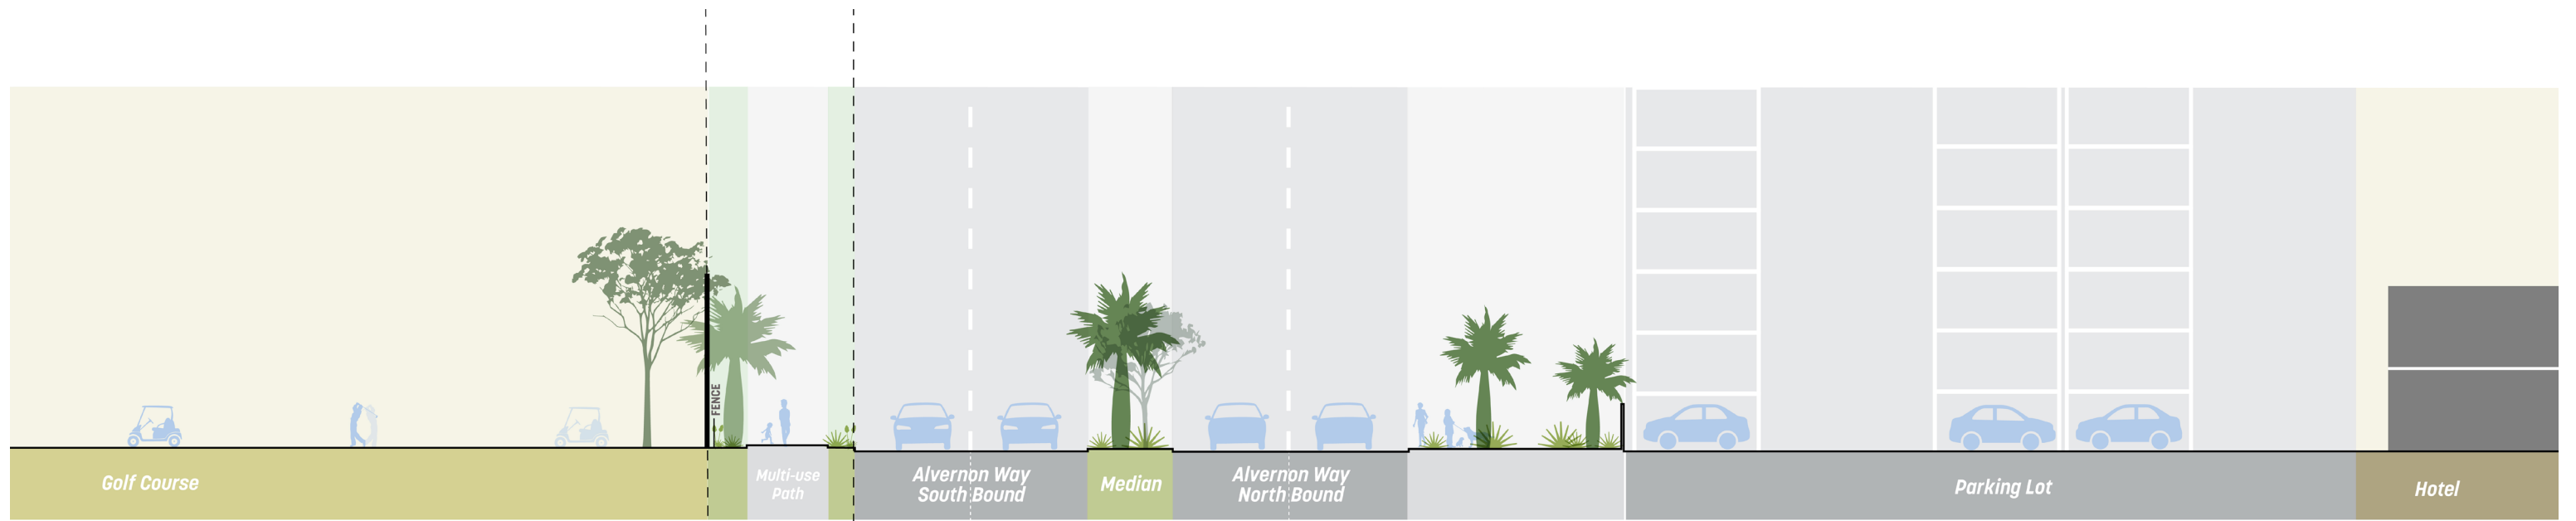 FENCE
Golf Course
Multi-use
Path
Alvernon Way
South Bound
Median
Alvernon Way
North Bound
Parking Lot
Hotel